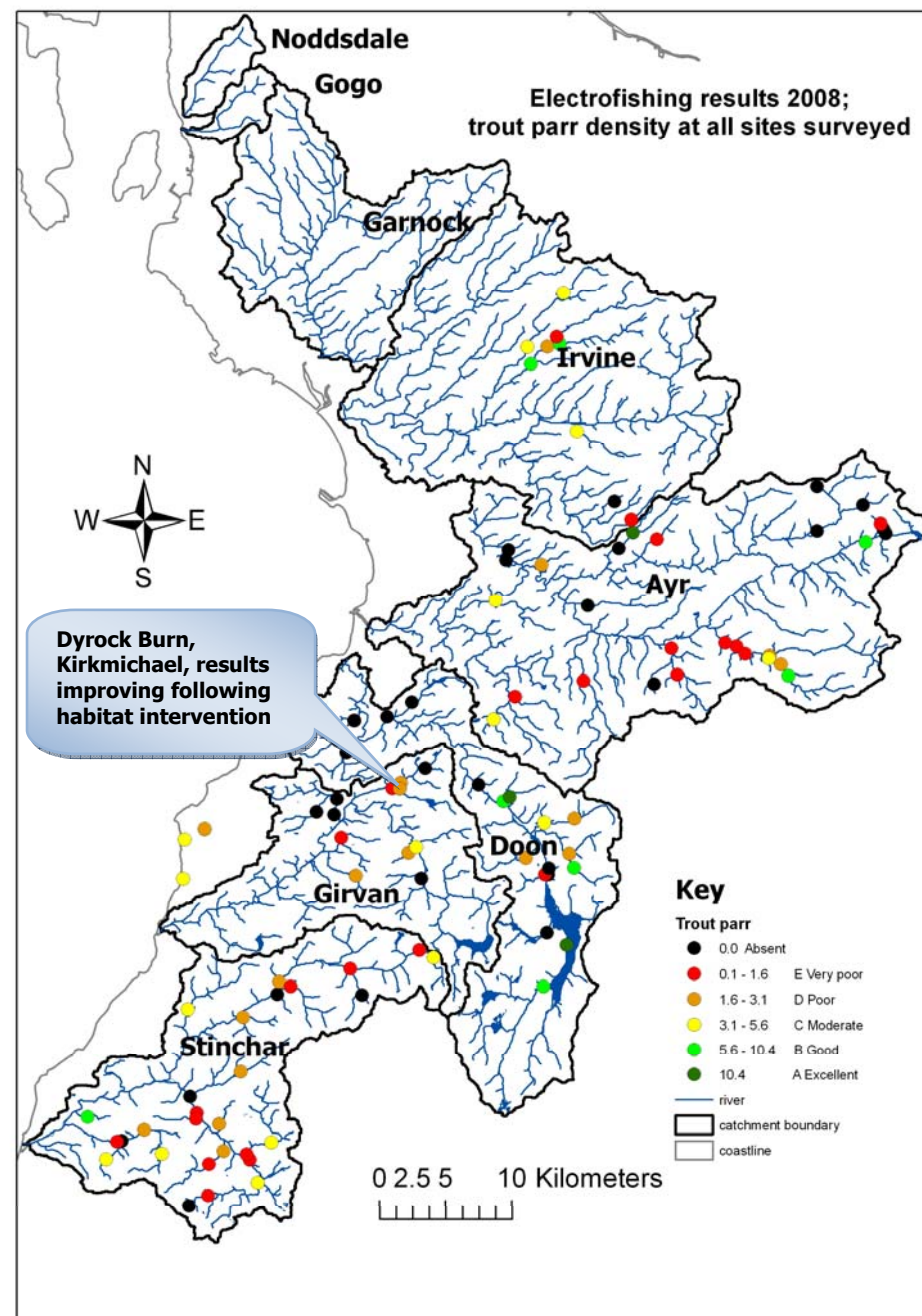 Noddsdale
Gogo
Electrofishing results 2008;
trout parr density at all sites surveyed
Garnock
Irvine
N
W E
S
Ayr
Dyrock Burn,
Kirkmichael, results
improving following
habitat intervention
Doon
Girvan
Stinchar
Key
Trout parr
0.0 Absent
0.1 - 1.6 E Very poor
1.6 - 3.1 D Poor
3.1 - 5.6 C Moderate
5.6 - 10.4 B Good
10.4 A Excellent
river
catchment boundary
coastline
0 2.5 5 10 Kilometers